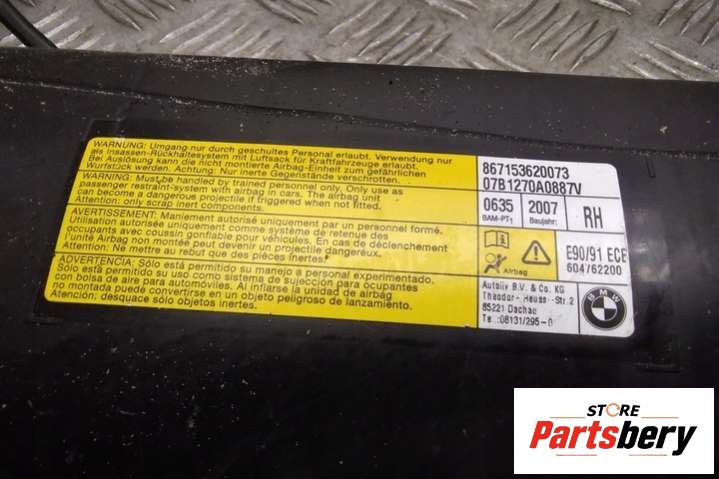 WARNUNG: Umgang nur durch geschultes Personal erlaubt. Verwendung nur
als Insassen-Rückhaltesystem mit Luftsack für Kraftfahrzeuge erlaubt.
Bei Auslösung kann die nicht montierte Airbag-Einheit zum gefährlichen
Wurfstück werden. Achtung: Nur inerte Gegenstände verschrotten.
WARNING: Must be handled by trained personnel only. Only used as
passenger restraint-system with airbag in cars. The airbag unit
can become a dangerous projectile if triggered when not fitted.
Attention: only scrap inert components.
AVERTISSEMENT: Maniement autorisé uniquement par un personnel formé.
Utilisation autorisée uniquement comme système de retenue des
occupants avec coussin gonflable pour véhicules. En cas de déclenchement
l'unité Airbag non montée peut devenir un projectile dangereux.
Attention: Ne mettre au rebut que des pièces inertes.
ADVERTENCIA: Sólo permitido su manejo a personal experimentado.
Sólo está permitido su uso como sistema de sujección para ocupantes
con bolsa de aire para automóviles. Al inflarse la unidad de airbag
no montada puede convertirse en un objeto peligroso de lanzamiento.
Atención: desguace sólo objetos inertes.
867153620073
07B1270A0887V
0635 2007 RH
BAM-PT1 Baujahr:
Airbag
E90/91 ECE
604762200
Autoliv B.V. & Co. KG
Theodor-Heuss-Str.2
85221 Dachau
Tel.:08131/295-0
BMW
STORE
Partsbery